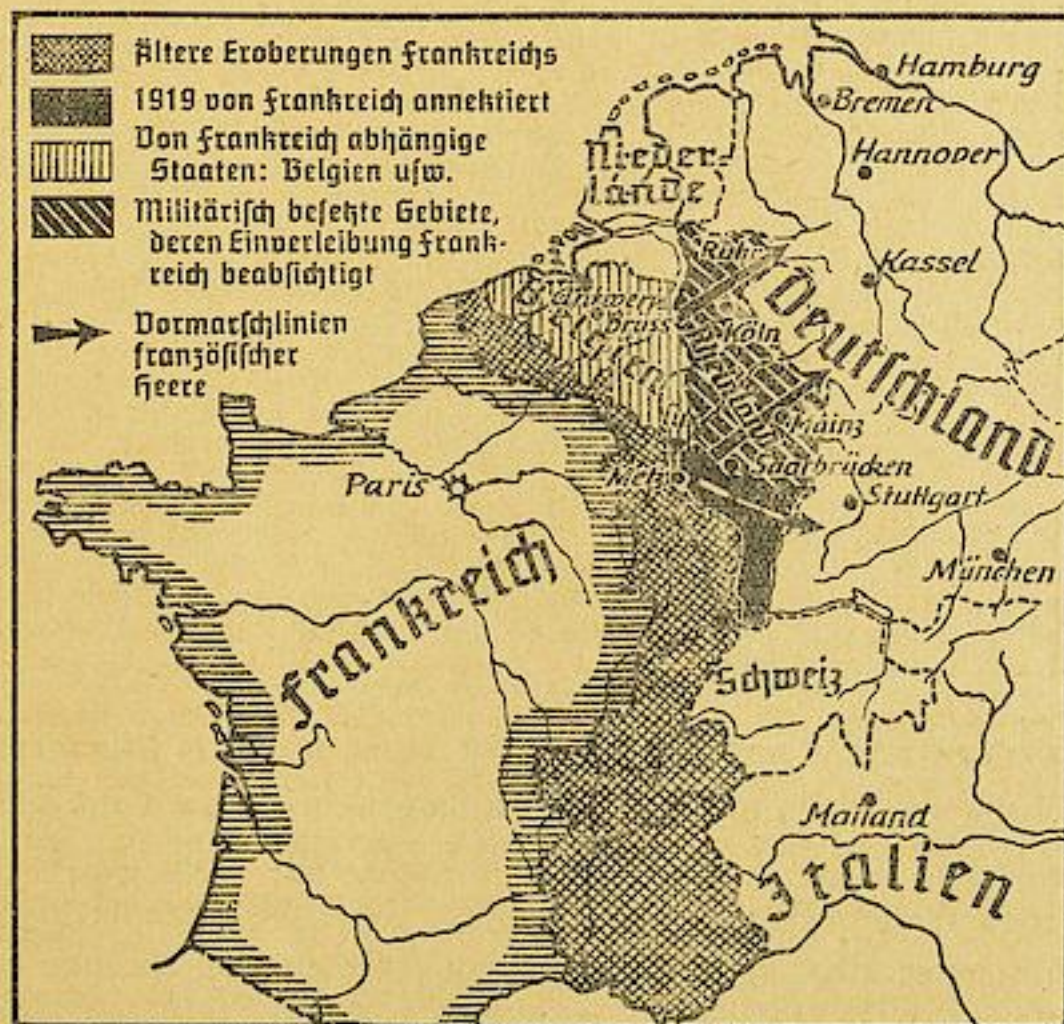 Ältere Eroberungen Frankreichs
1919 von Frankreich annektiert
Von Frankreich abhängige
Staaten: Belgien usw.
Militärisch besetzte Gebiete,
deren Einverleibung Frank-
reich beabsichtigt
Vormarschlinien
französischer
Heere
Hamburg
Bremen
Hannover
Nieder-
lande
Kassel
Ruhr
Deutschland
Köln
Mainz
Saarbrücken
Metz
Stuttgart
Paris
München
Frankreich
Schweiz
Mailand
Italien